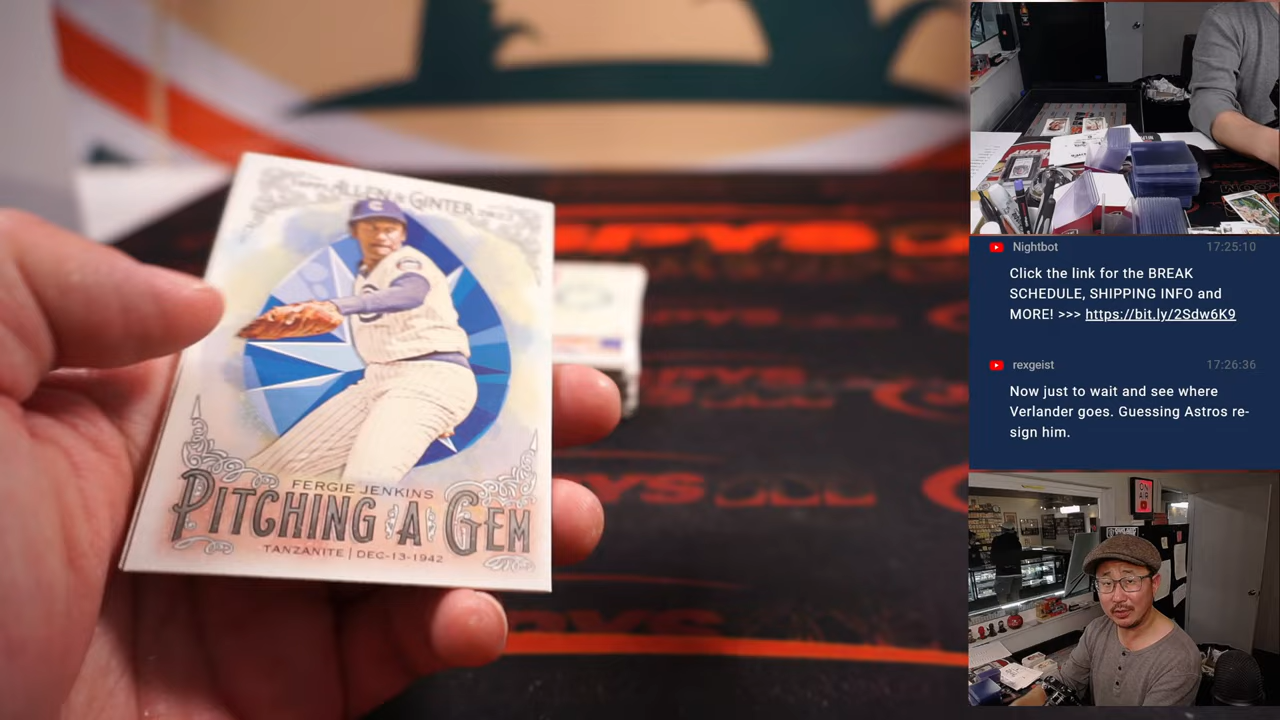 ALLEN & GINTER
FERGIE JENKINS
PITCHING A GEM
TANZANITE | DEC-13-1942
Nightbot 17:25:10
Click the link for the BREAK
SCHEDULE, SHIPPING INFO and
MORE! >>> https://bit.ly/2Sdw6K9
rexgeist 17:26:36
Now just to wait and see where
Verlander goes. Guessing Astros re-
sign him.
ON
AIR